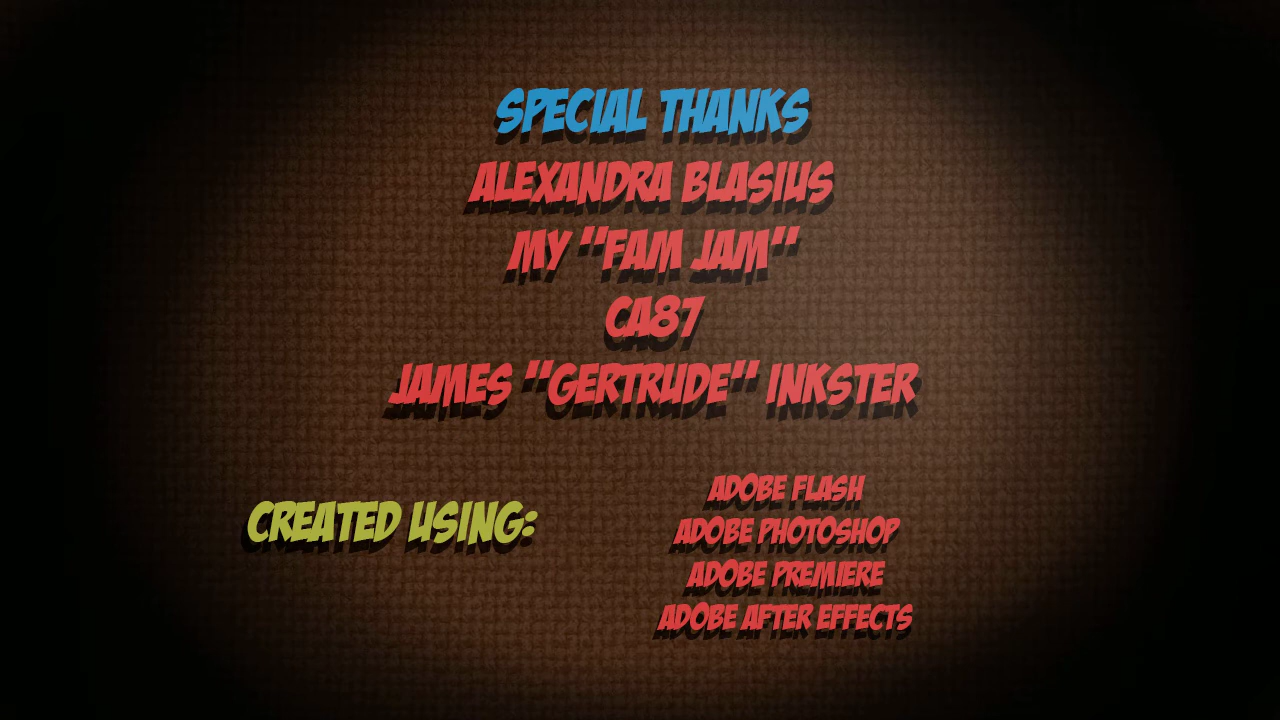 SPECIAL THANKS
ALEXANDRA BLASIUS
MY "FAM JAM"
CA87
JAMES "GERTRUDE" INKSTER
CREATED USING:
ADOBE FLASH
ADOBE PHOTOSHOP
ADOBE PREMIERE
ADOBE AFTER EFFECTS